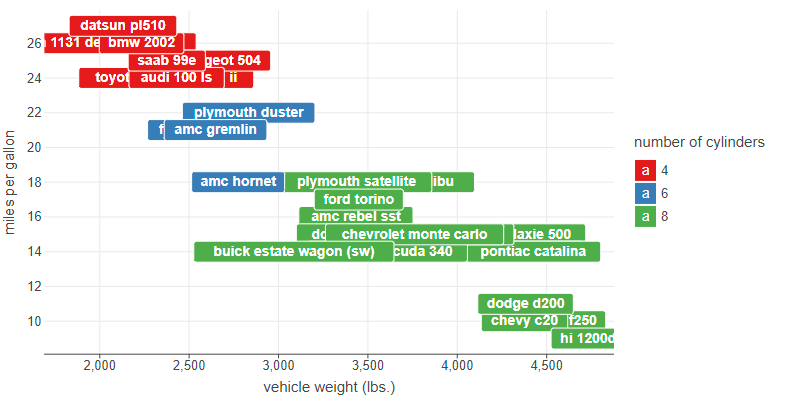 datsun pl510
26
1131 de
bmw 2002
saab 99e
geot 504
24
toyot
audi 100 ls
ii
22
plymouth duster
amc gremlin
20
18
amc hornet
plymouth satellite
ibu
ford torino
16
amc rebel sst
chevrolet monte carlo
laxie 500
14
buick estate wagon (sw)
cuda 340
pontiac catalina
12
dodge d200
10
chevy c20
f250
hi 1200d
miles per gallon
2,000
2,500
3,000
3,500
4,000
4,500
vehicle weight (lbs.)
number of cylinders
a 4
a 6
a 8